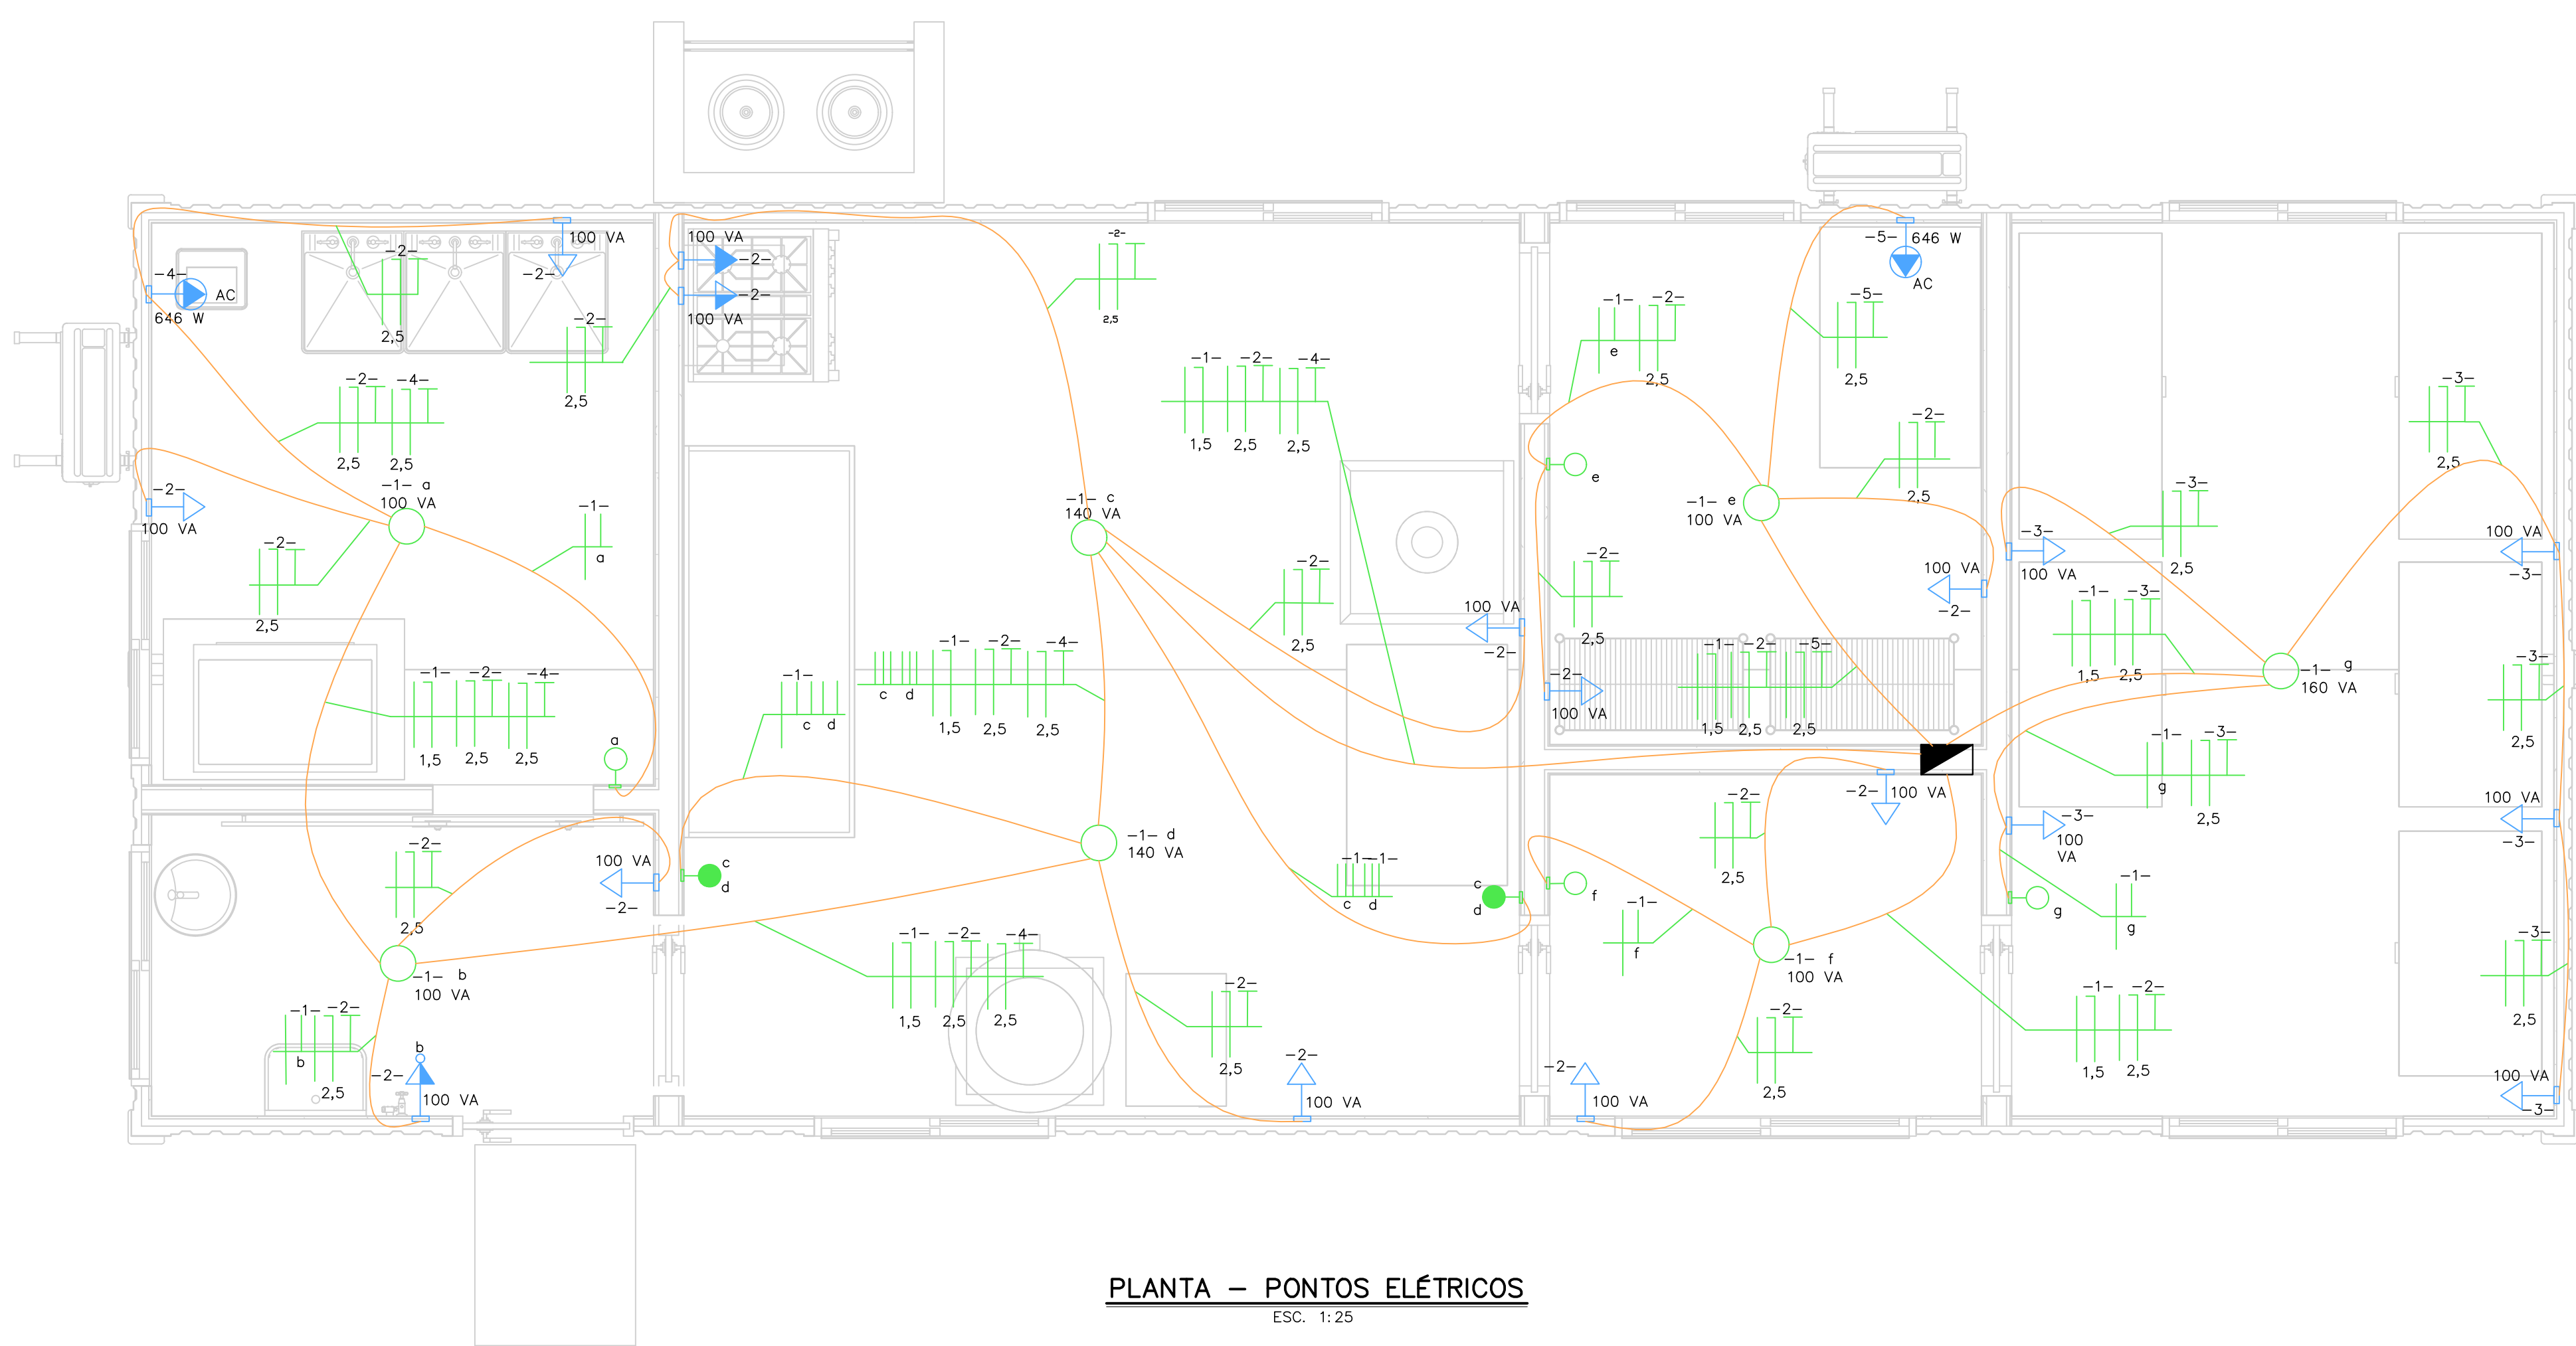 100 VA
-2-
-4-
AC
646 W
-2-
2,5
-2-
2,5
100 VA
-2-
-2-
100 VA
-2-
2,5
-5-
646 W
AC
-1-
-2-
e
2,5
-5-
2,5
-1-
-2-
-4-
1,5
2,5
2,5
-2-
-4-
2,5
2,5
-1- a
100 VA
-2-
100 VA
-2-
2,5
-1-
a
-1- c
140 VA
e
-1- e
100 VA
-2-
2,5
-3-
2,5
-3-
2,5
-3-
100 VA
100 VA
-3-
-2-
2,5
100 VA
-2-
-2-
2,5
-2-
100 VA
100 VA
-2-
-1-
-3-
1,5
2,5
-1- g
160 VA
-3-
2,5
-1-
-2-
-4-
1,5
2,5
2,5
a
-1-
c
d
c
d
-1-
-2-
-4-
1,5
2,5
2,5
-1-
-2-
-5-
1,5
2,5
2,5
-1-
-3-
g
2,5
-2-
100 VA
-2-
2,5
-3-
100
VA
100 VA
-3-
-2-
2,5
100 VA
-2-
c
d
-1- d
140 VA
-1-
-1-
c
d
c
d
f
-1-
f
-1-
g
g
-1- b
100 VA
-1-
-2-
-4-
1,5
2,5
2,5
-2-
2,5
-1- f
100 VA
-3-
2,5
-1-
-2-
b
2,5
b
-2-
100 VA
-2-
100 VA
-2-
100 VA
-2-
2,5
-1-
-2-
1,5
2,5
100 VA
-3-
PLANTA – PONTOS ELÉTRICOS
ESC. 1:25